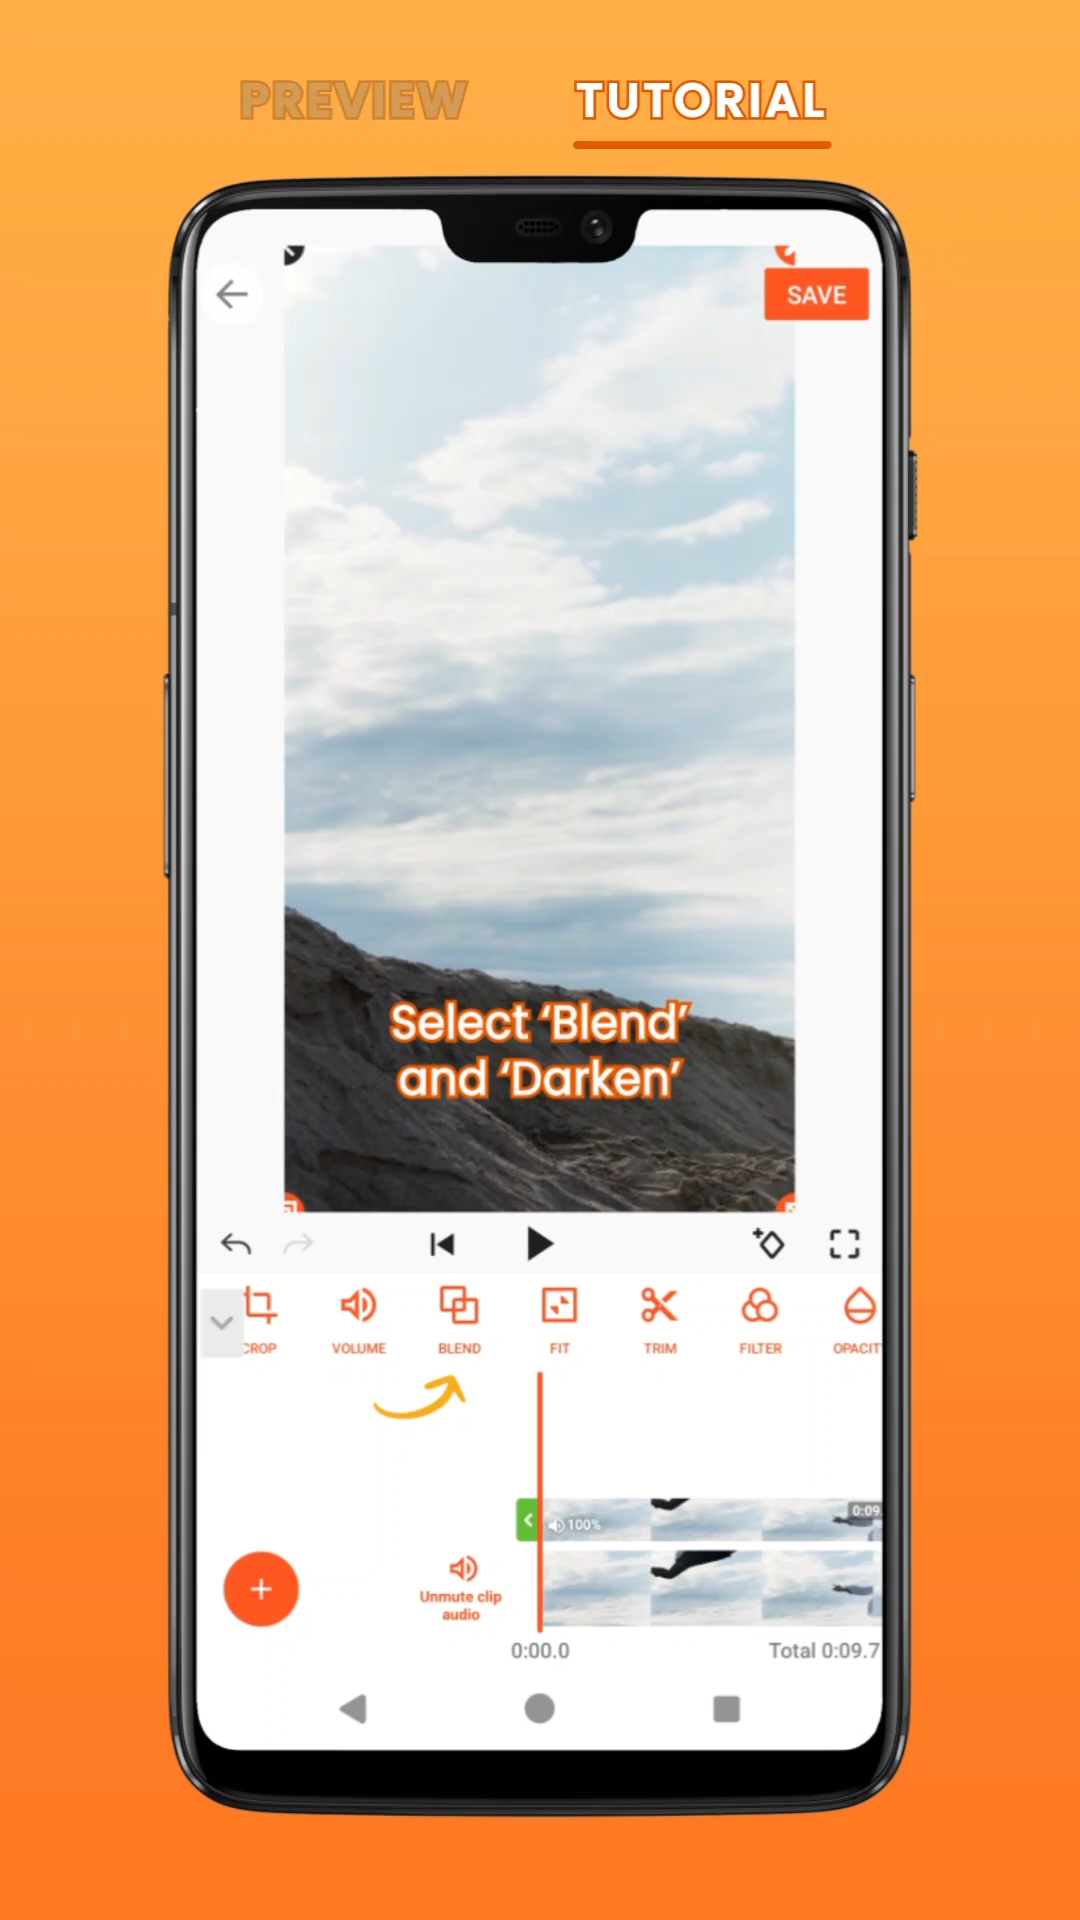 PREVIEW
TUTORIAL
SAVE
Select ‘Blend’
and ‘Darken’
CROP
VOLUME
BLEND
FIT
TRIM
FILTER
OPACIT
100%
0:09
Unmute clip
audio
0:00.0
Total 0:09.7